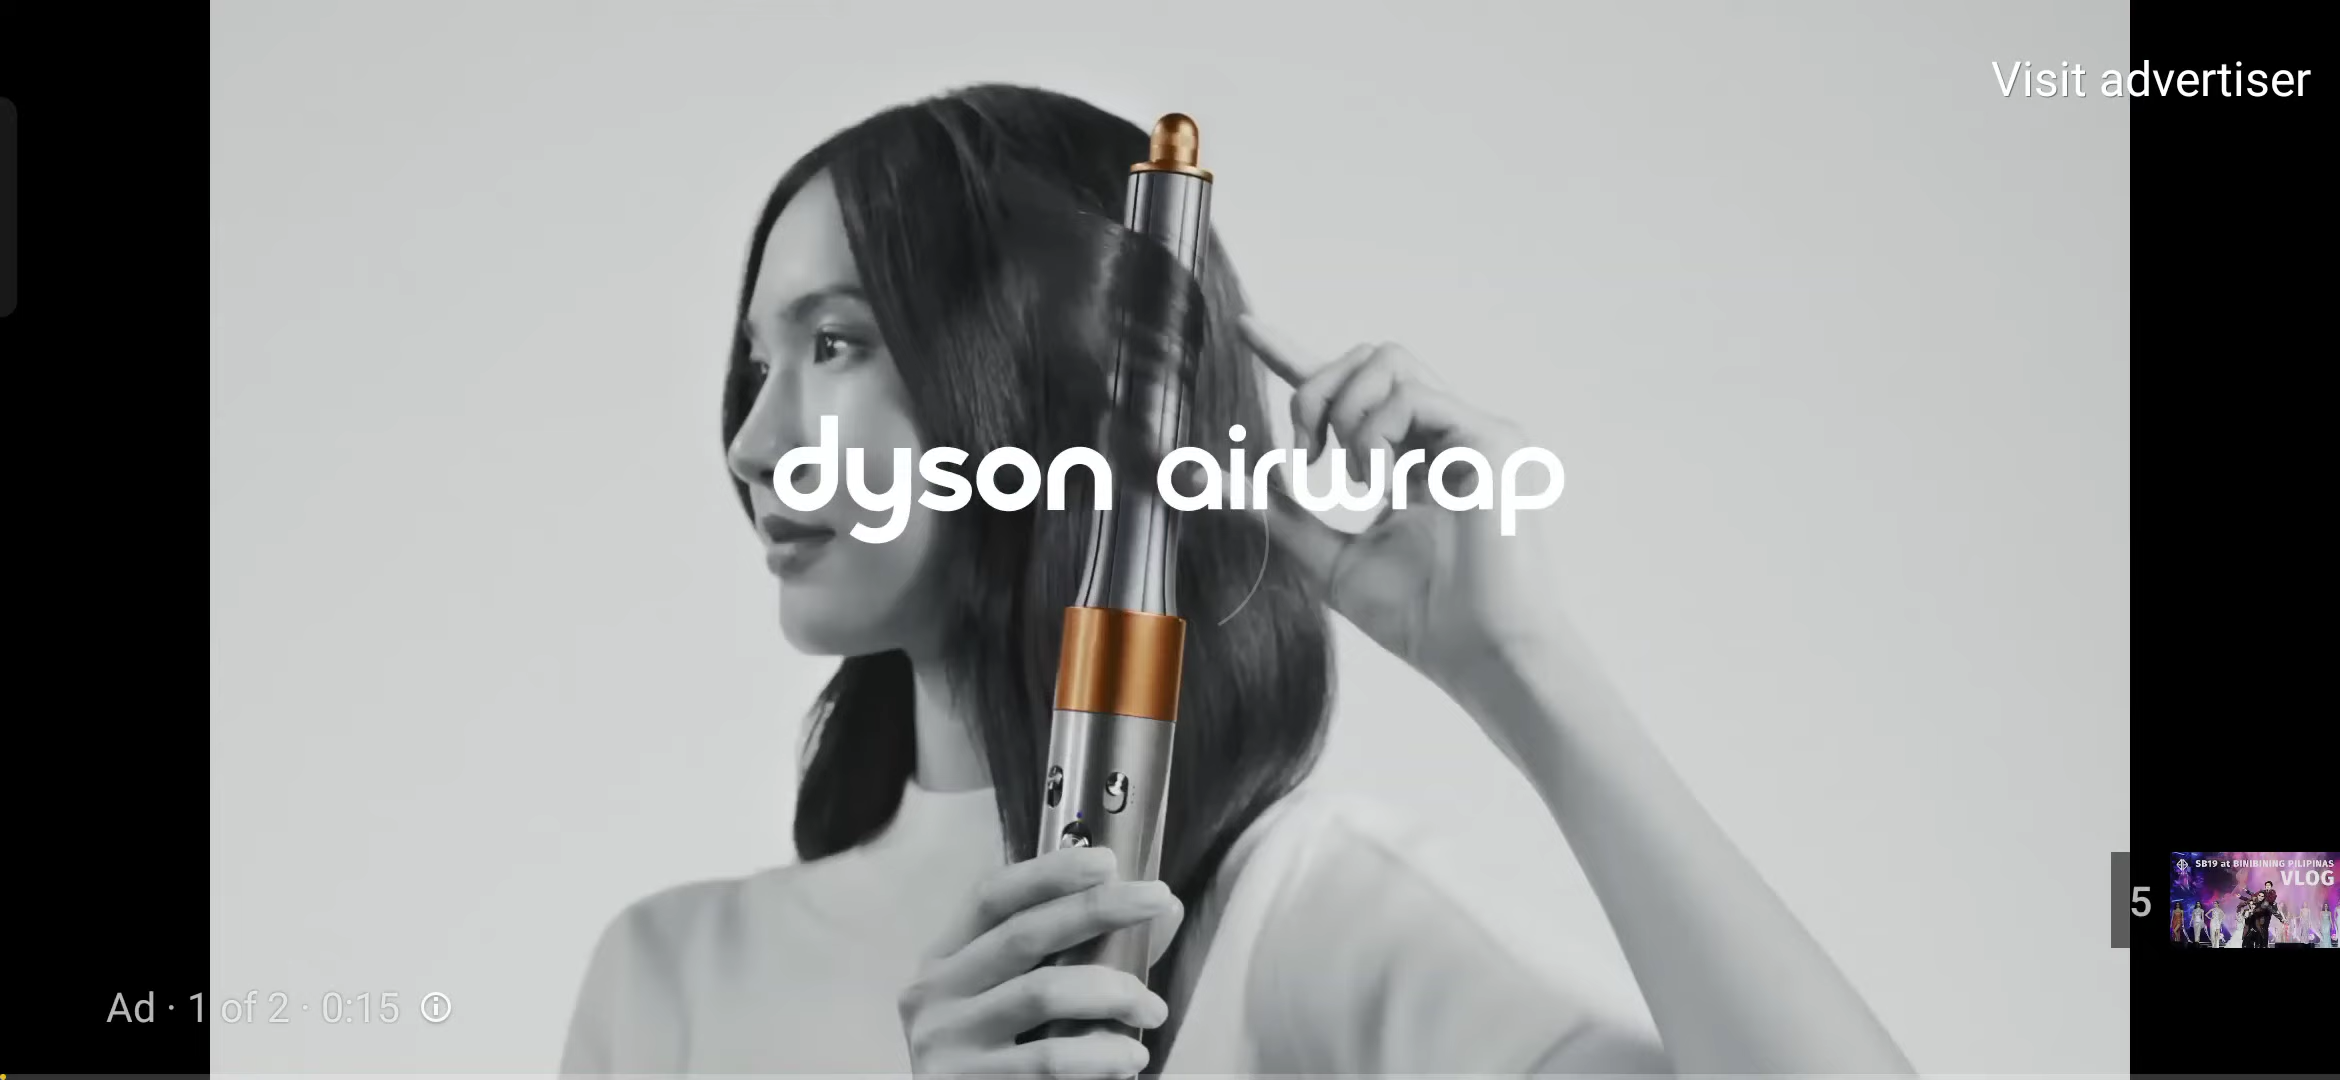 Visit advertiser
dyson airwrap
SB19 at BINIBINING PILIPINAS
VLOG
5
Ad · 1 of 2 · 0:15